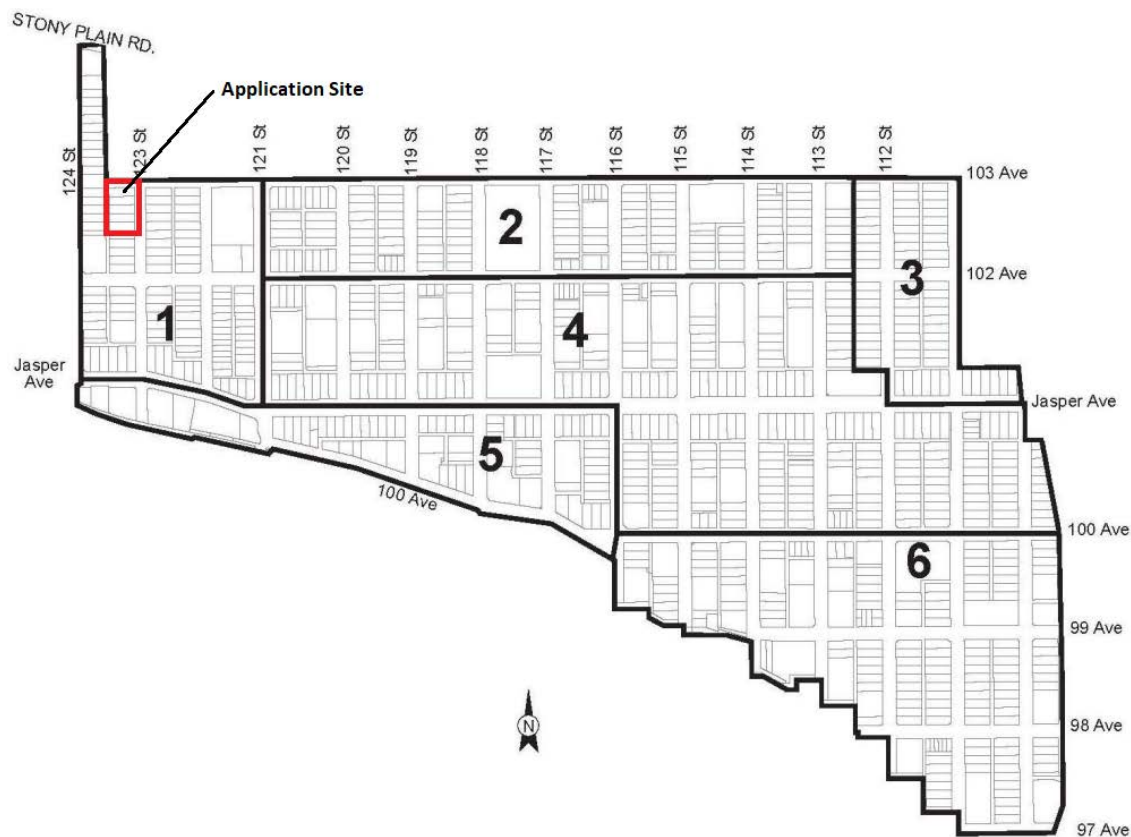 STONY PLAIN RD.
Application Site
124 St
123 St
121 St
120 St
119 St
118 St
117 St
116 St
115 St
114 St
113 St
112 St
103 Ave
2
3
102 Ave
1
4
Jasper
Ave
Jasper Ave
5
100 Ave
100 Ave
6
99 Ave
N
98 Ave
97 Ave